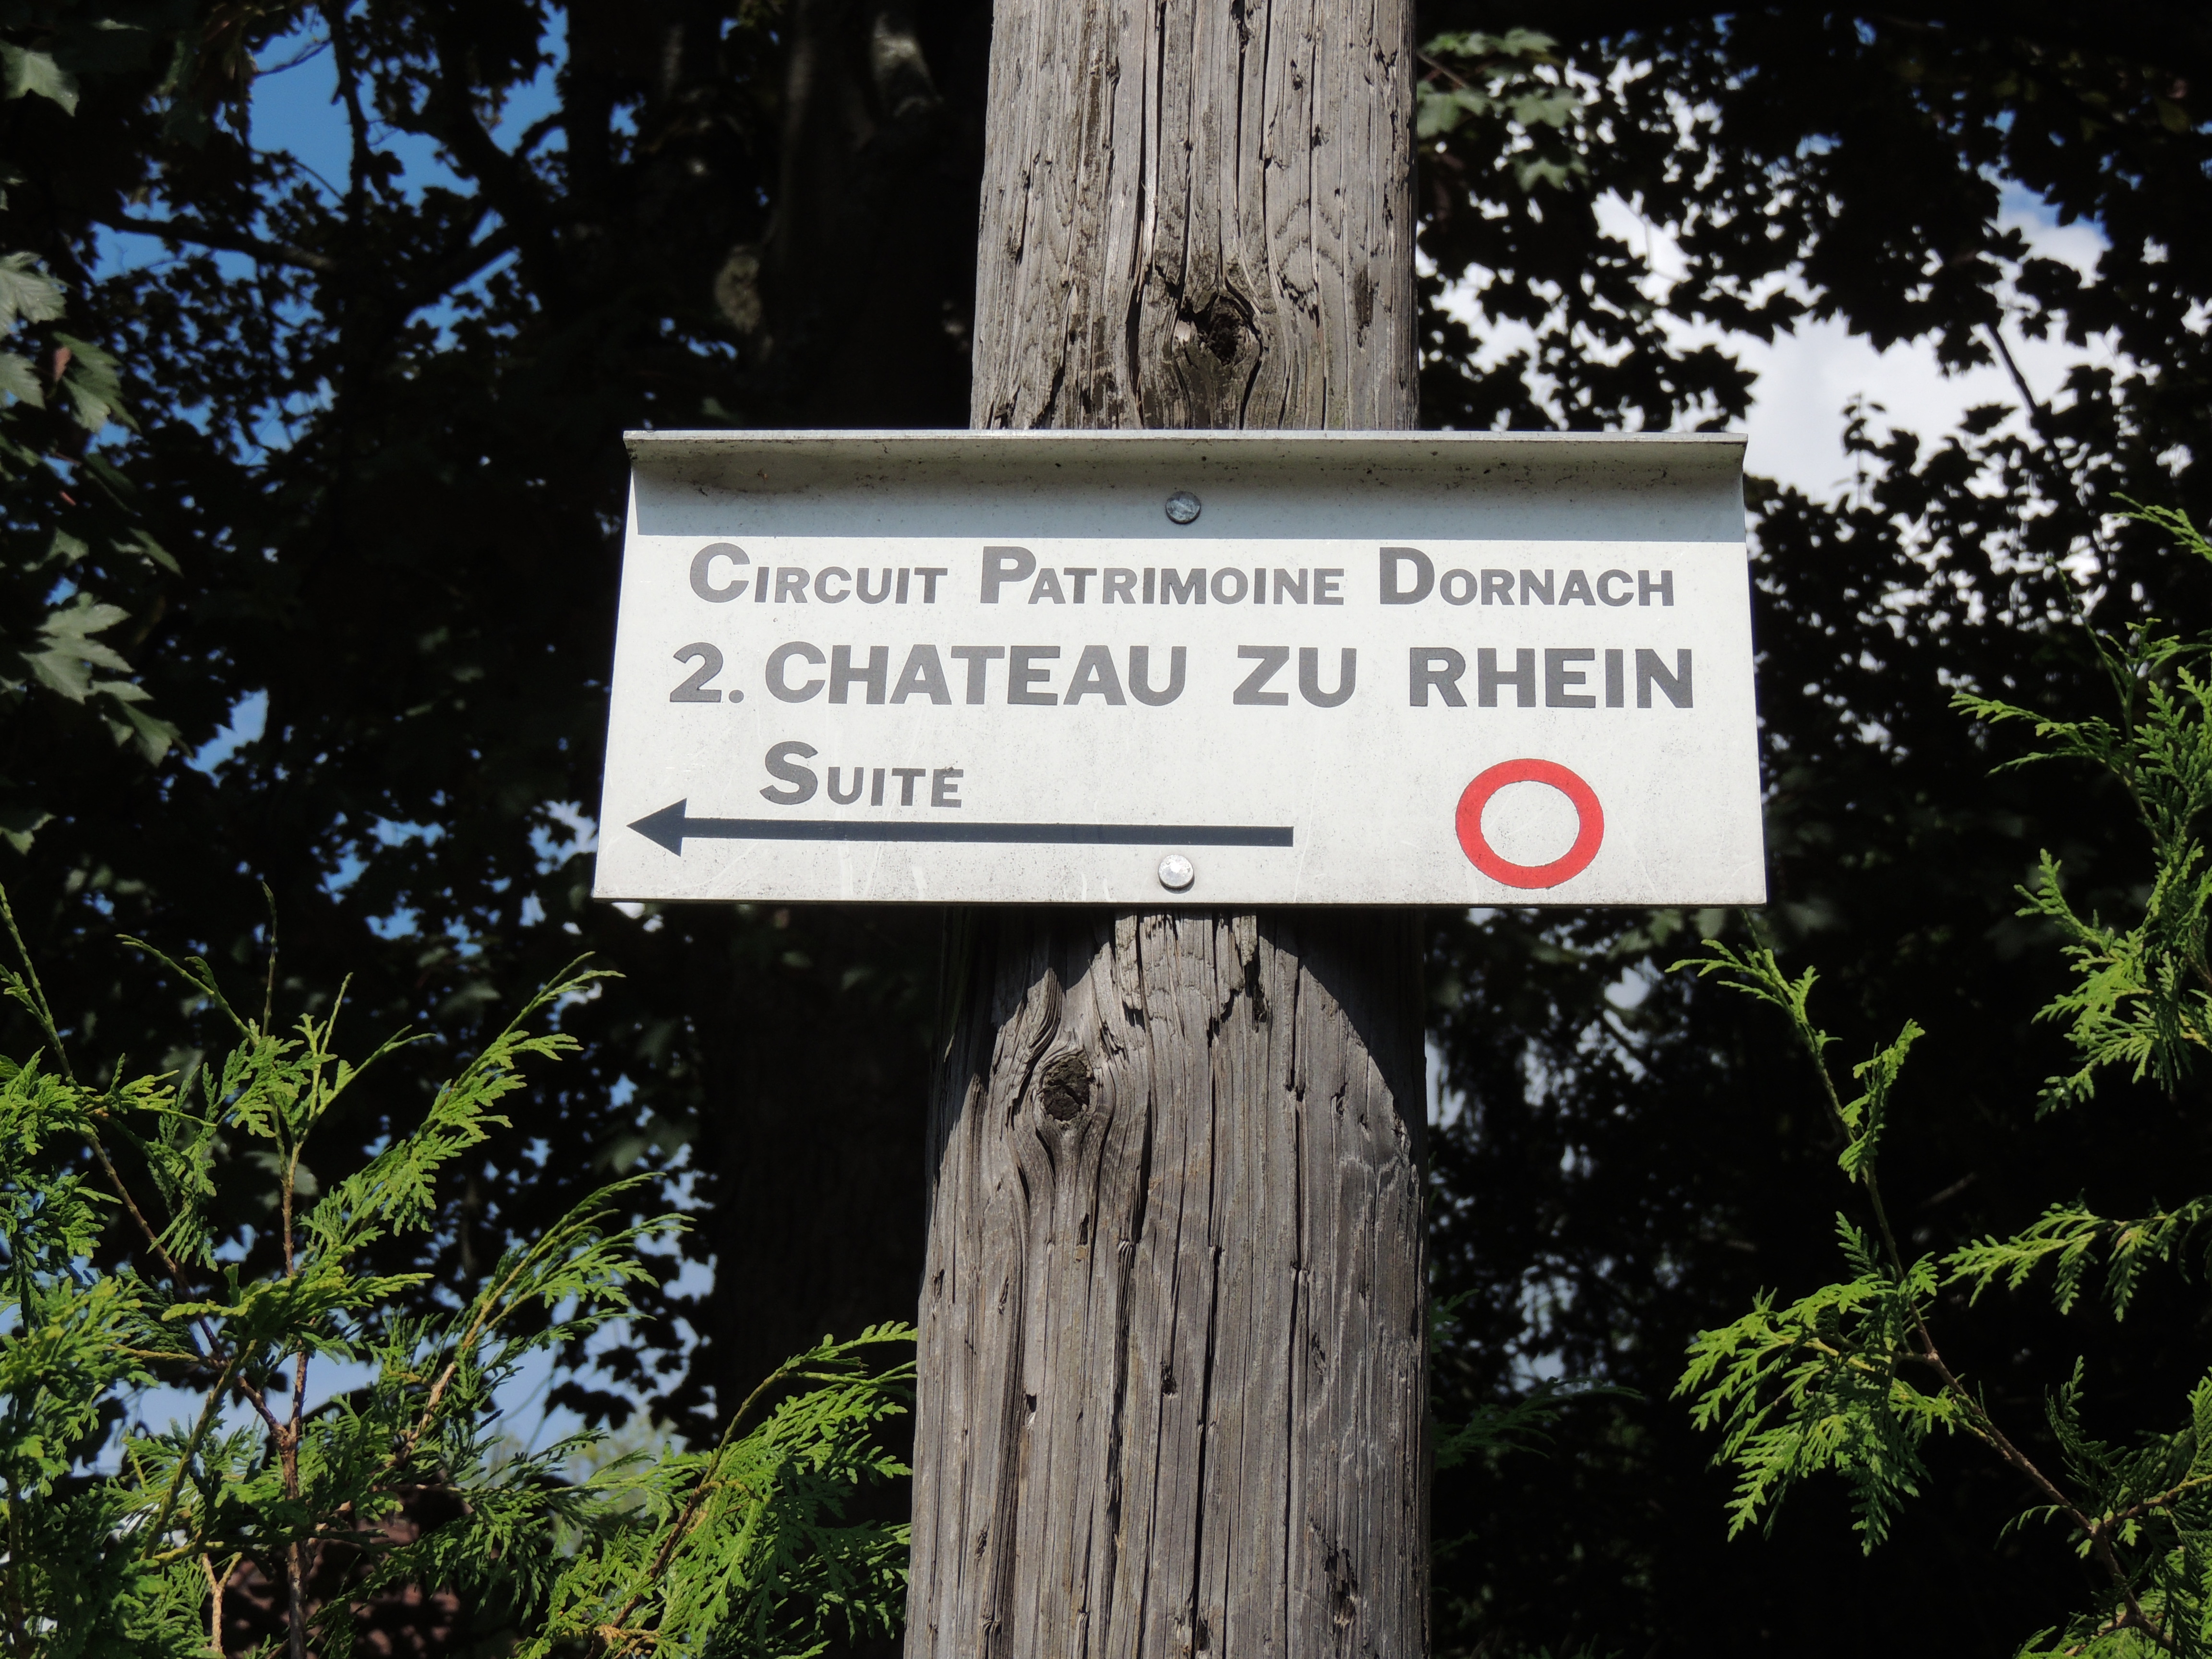 CIRCUIT PATRIMOINE DORNACH
2. CHATEAU ZU RHEIN
SUITE